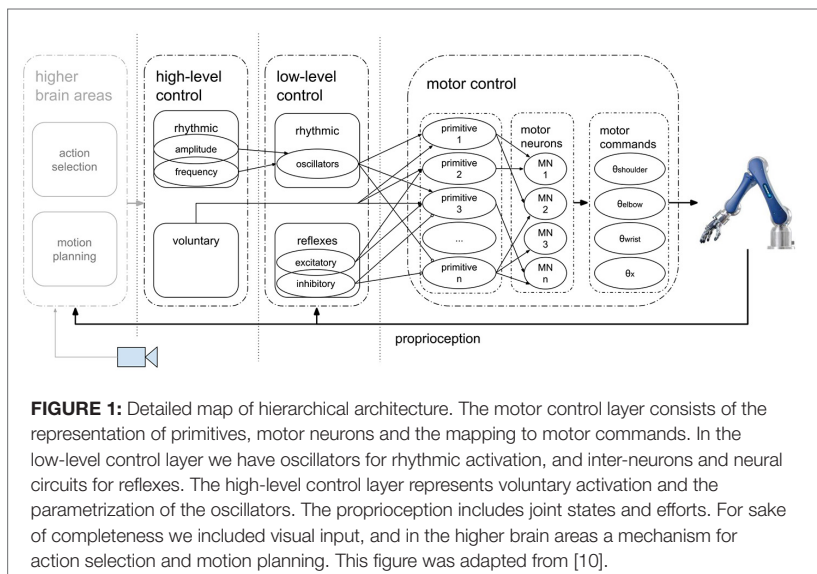 higher
brain areas
action
selection
motion
planning
high-level
control
rhythmic
amplitude
frequency
voluntary
low-level
control
rhythmic
oscillators
reflexes
excitatory
inhibitory
motor control
primitive
1
primitive
2
primitive
3
...
primitive
n
motor
neurons
MN
1
MN
2
MN
3
MN
n
motor
commands
θshoulder
θelbow
θwrist
θx
proprioception
FIGURE 1: Detailed map of hierarchical architecture. The motor control layer consists of the
representation of primitives, motor neurons and the mapping to motor commands. In the
low-level control layer we have oscillators for rhythmic activation, and inter-neurons and neural
circuits for reflexes. The high-level control layer represents voluntary activation and the
parametrization of the oscillators. The proprioception includes joint states and efforts. For sake
of completeness we included visual input, and in the higher brain areas a mechanism for
action selection and motion planning. This figure was adapted from [10].